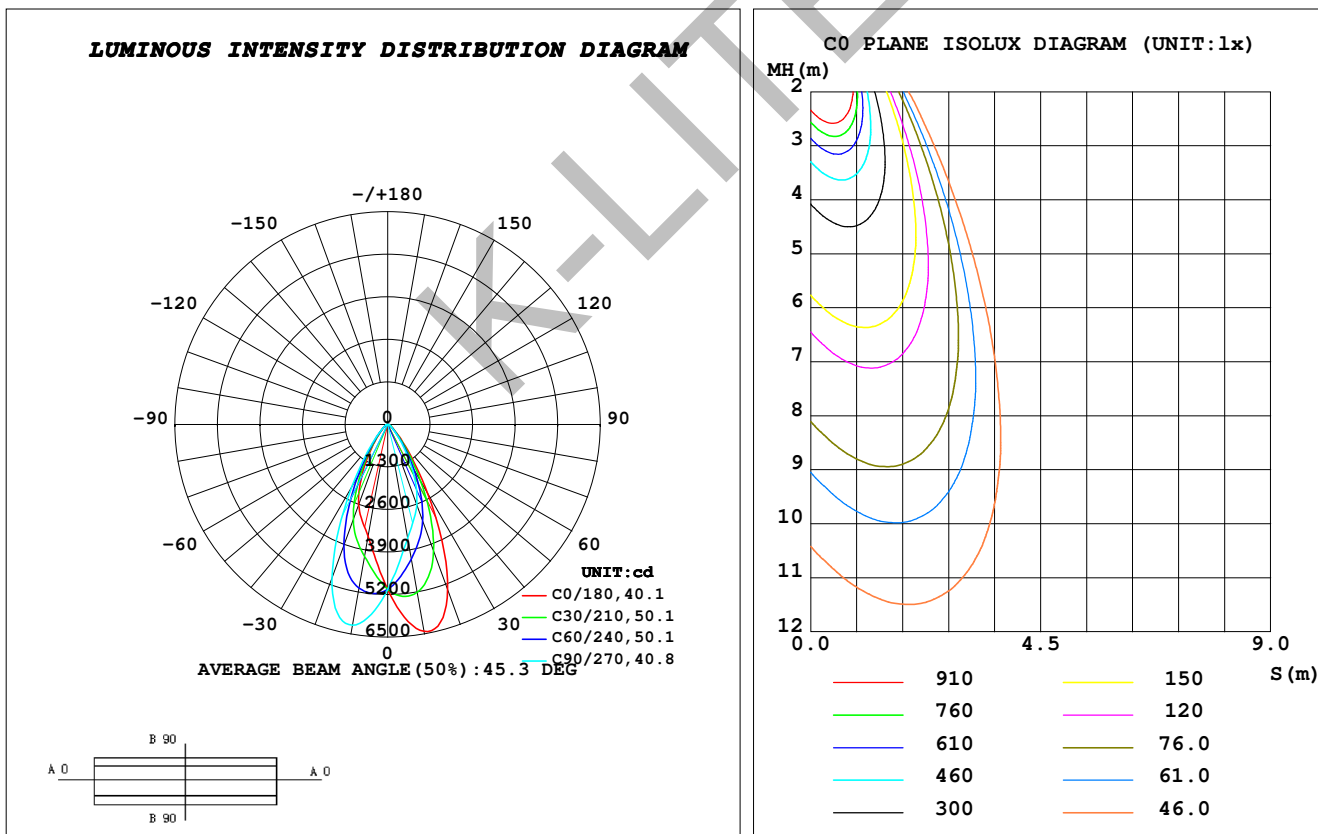 LUMINOUS INTENSITY DISTRIBUTION DIAGRAM
-/+180
-150
150
-120
120
-90
90
-60
60
-30
30
0
0
1300
2600
3900
5200
6500
UNIT:cd
C0/180,40.1
C30/210,50.1
C60/240,50.1
C90/270,40.8
AVERAGE BEAM ANGLE(50%):45.3 DEG
B 90
A 0
A 0
B 90
K-LITE
C0 PLANE ISOLUX DIAGRAM (UNIT:lx)
MH(m)
2
3
4
5
6
7
8
9
10
11
12
0.0
4.5
9.0
S(m)
910
150
760
120
610
76.0
460
61.0
300
46.0